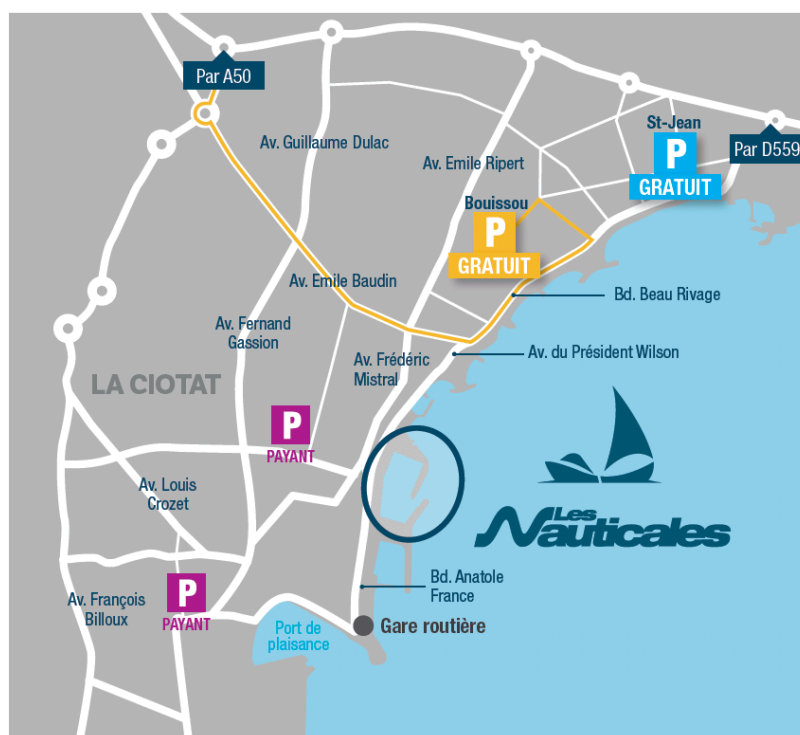 Par A50
Av. Guillaume Dulac
St-Jean
P
GRATUIT
Par D559
Av. Emile Ripert
Bouissou
P
GRATUIT
Av. Emile Baudin
Bd. Beau Rivage
Av. Fernand
Gassion
Av. du Président Wilson
Av. Frédéric
Mistral
LA CIOTAT
P
PAYANT
Av. Louis
Crozet
Les
Nauticales
Bd. Anatole
France
P
PAYANT
Av. François
Billoux
Port de
plaisance
Gare routière